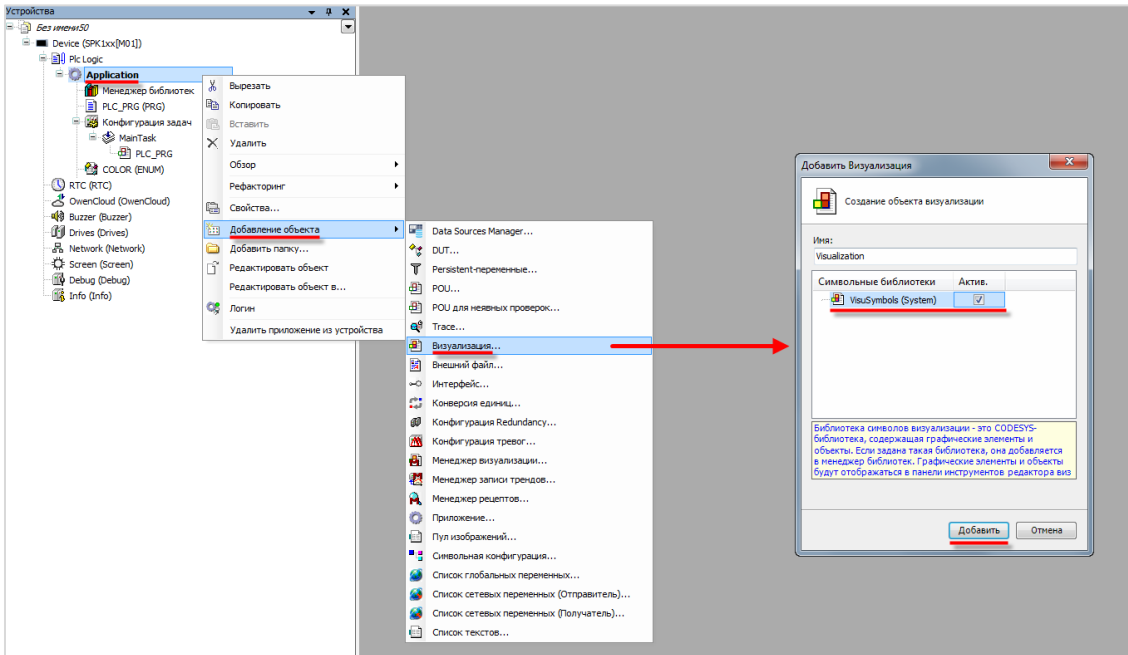 Устройства
Без имени50
Device (SPK1xx[M01])
Plc Logic
Application
Менеджер библиотек
PLC_PRG (PRG)
Конфигурация задач
MainTask
PLC_PRG
COLOR (ENUM)
RTC (RTC)
OwenCloud (OwenCloud)
Buzzer (Buzzer)
Drives (Drives)
Network (Network)
Screen (Screen)
Debug (Debug)
Info (Info)
Вырезать
Копировать
Вставить
Удалить
Обзор
Рефакторинг
Свойства...
Добавление объекта
Добавить папку...
Редактировать объект
Редактировать объект в...
Логин
Удалить приложение из устройства
Data Sources Manager...
DUT...
Persistent-переменные...
POU...
POU для неявных проверок...
Trace...
Визуализация...
Внешний файл...
Интерфейс...
Конверсия единиц...
Конфигурация Redundancy...
Конфигурация тревог...
Менеджер визуализации...
Менеджер записи трендов...
Менеджер рецептов...
Приложение...
Пул изображений...
Символьная конфигурация...
Список глобальных переменных...
Список сетевых переменных (Отправитель)...
Список сетевых переменных (Получатель)...
Список текстов...
Добавить Визуализация
Создание объекта визуализации
Имя:
Visualization
Символьные библиотеки Актив.
VisuSymbols (System)
Библиотека символов визуализации - это CODESYS-
библиотека, содержащая графические элементы и
объекты. Если задана такая библиотека, она добавляется
в менеджер библиотек. Графические элементы и объекты
будут отображаться в панели инструментов редактора виз
Добавить Отмена